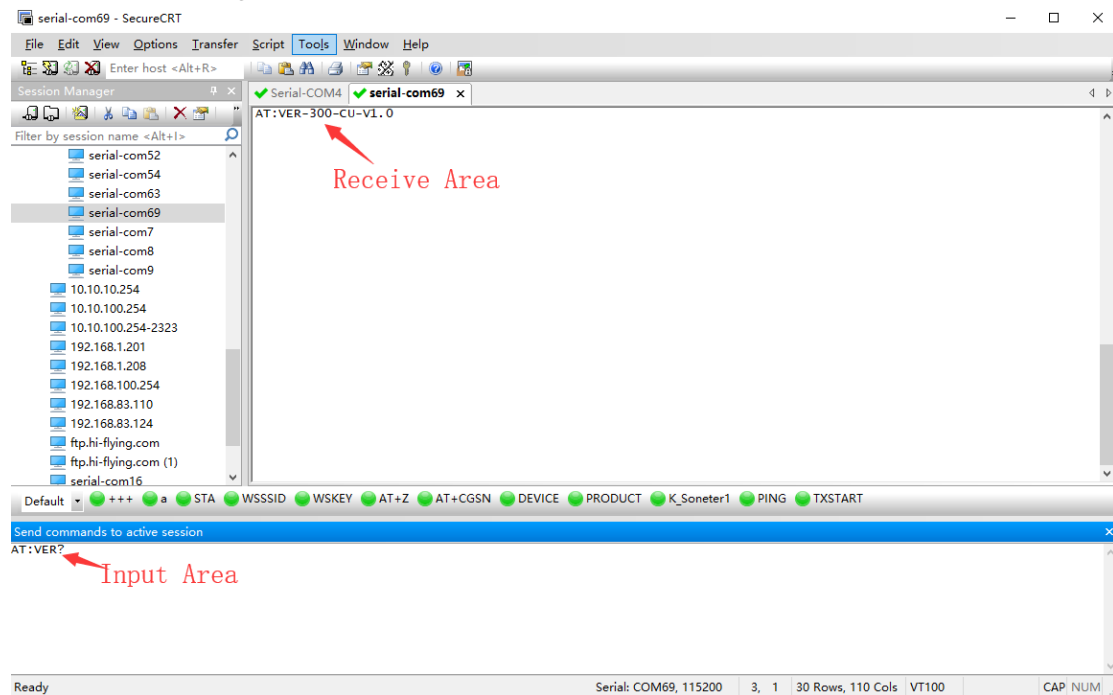 serial-com69 - SecureCRT
File Edit View Options Transfer Script Tools Window Help
Enter host <Alt+R>
Session Manager
Serial-COM4 serial-com69
Filter by session name <Alt+I>
AT:VER-300-CU-V1.0
Receive Area
serial-com52
serial-com54
serial-com63
serial-com69
serial-com7
serial-com8
serial-com9
10.10.10.254
10.10.100.254
10.10.100.254-2323
192.168.1.201
192.168.1.208
192.168.100.254
192.168.83.110
192.168.83.124
ftp.hi-flying.com
ftp.hi-flying.com (1)
serial-com16
Default +++ a STA WSSSID WSKEY AT+Z AT+CGSN DEVICE PRODUCT K_Soneter1 PING TXSTART
Send commands to active session
AT:VER?
Input Area
Ready Serial: COM69, 115200 3, 1 30 Rows, 110 Cols VT100 CAP NUM